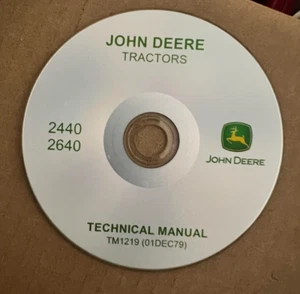 JOHN DEERE
TRACTORS
2440
2640
JOHN DEERE
TECHNICAL MANUAL
TM1219 (01DEC79)